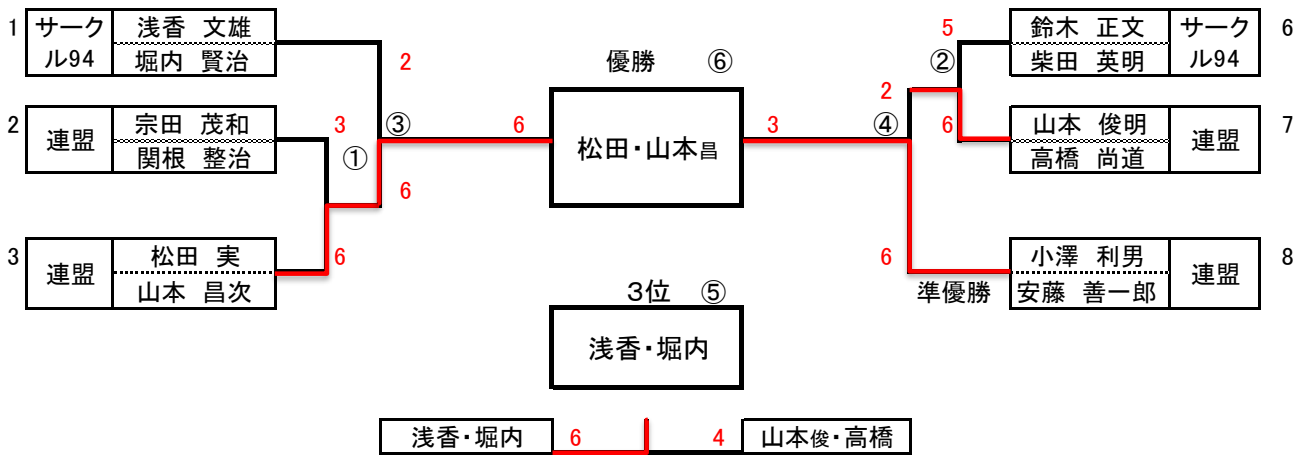 1
サーク
ル94
浅香 文雄
堀内 賢治
2
連盟
宗田 茂和
関根 整治
3
連盟
松田 実
山本 昌次
2
3
③
①
6
6
6
優勝 ⑥
松田・山本昌
3
3位 ⑤
浅香・堀内
浅香・堀内
6
4
山本俊・高橋
5
②
2
④
6
6
準優勝
鈴木 正文
柴田 英明
サーク
ル94
6
山本 俊明
高橋 尚道
連盟
7
小澤 利男
安藤 善一郎
連盟
8